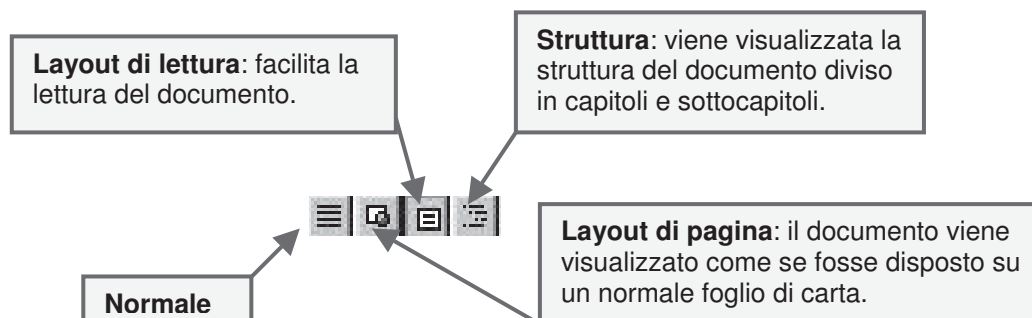 Layout di lettura: facilita la
lettura del documento.
Struttura: viene visualizzata la
struttura del documento diviso
in capitoli e sottocapitoli.
Layout di pagina: il documento viene
visualizzato come se fosse disposto su
un normale foglio di carta.
Normale